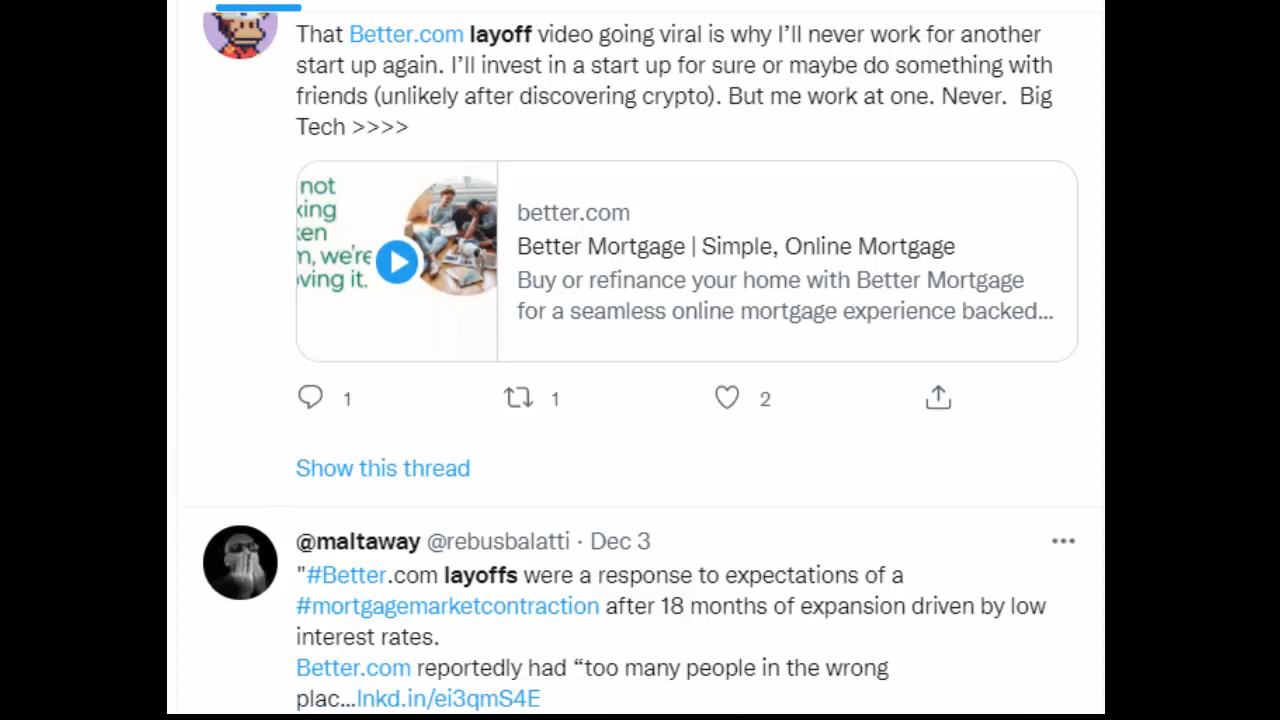 That Better.com layoff video going viral is why I’ll never work for another
start up again. I’ll invest in a start up for sure or maybe do something with
friends (unlikely after discovering crypto). But me work at one. Never. Big
Tech >>>>
not
king
ken
m, we're
oving it.
better.com
Better Mortgage | Simple, Online Mortgage
Buy or refinance your home with Better Mortgage
for a seamless online mortgage experience backed...
1 1 2
Show this thread
@maltaway @rebusbalatti · Dec 3
"#Better.com layoffs were a response to expectations of a
#mortgagemarketcontraction after 18 months of expansion driven by low
interest rates.
Better.com reportedly had “too many people in the wrong
plac...lnkd.in/ei3qmS4E